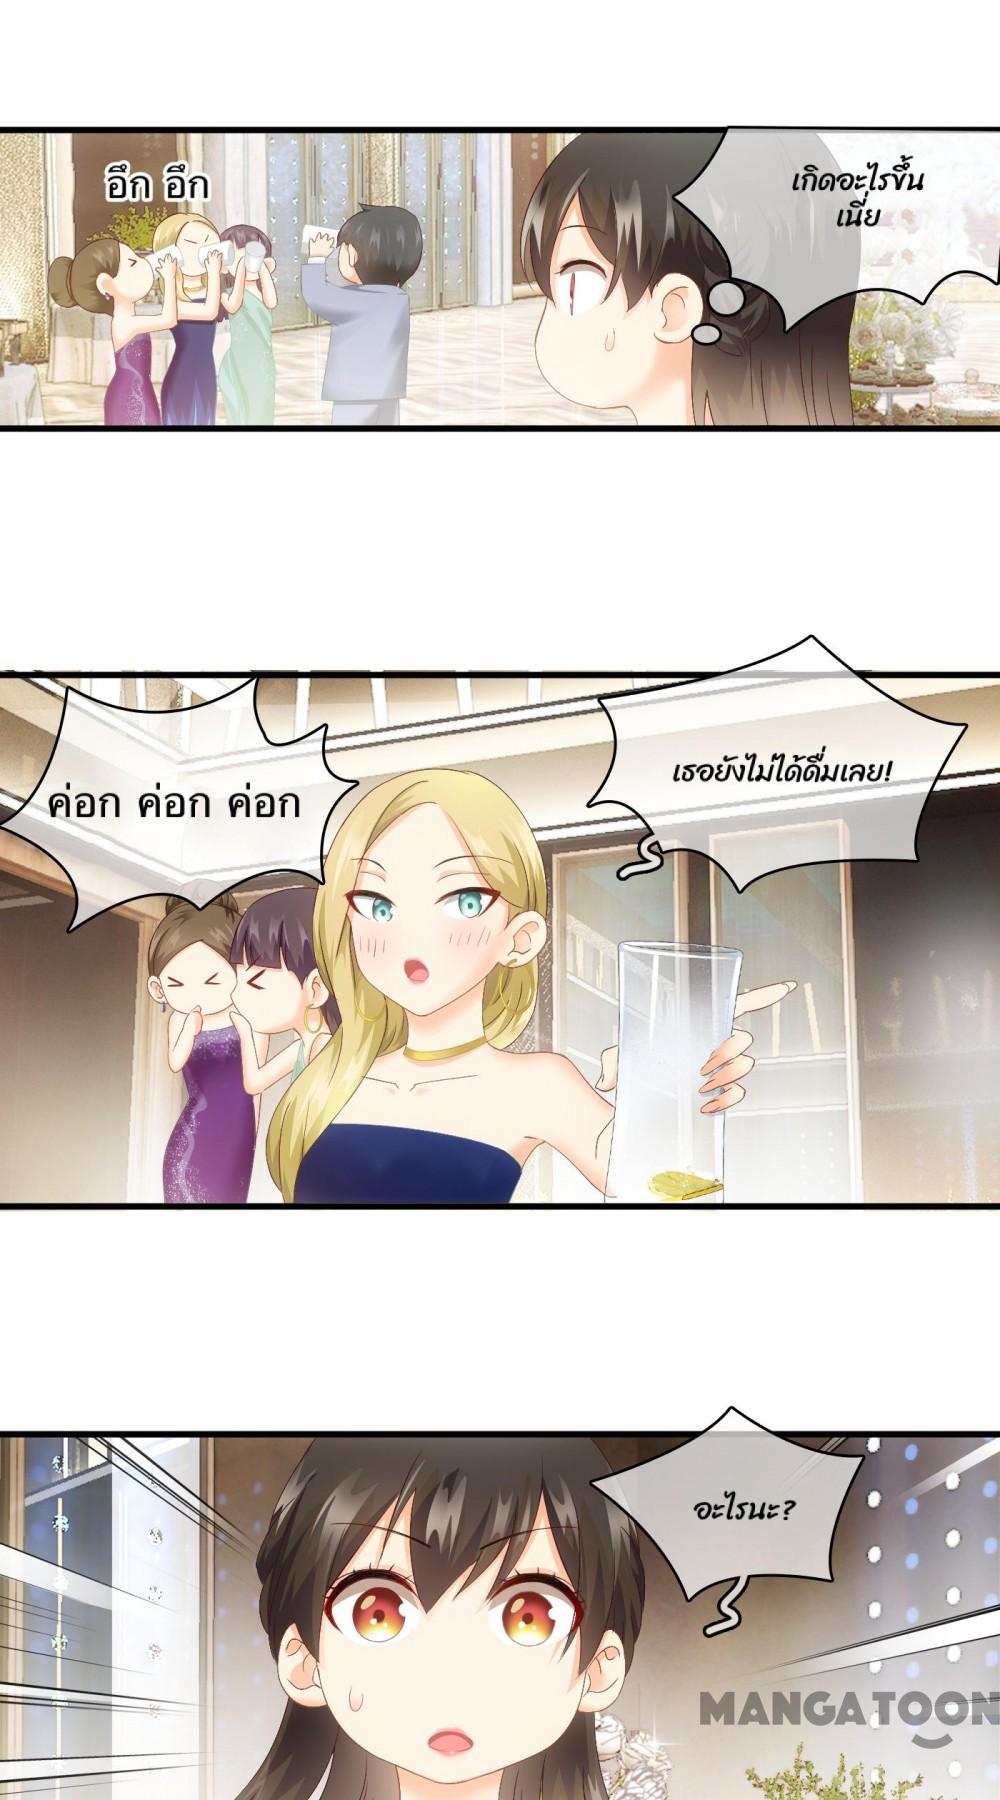 อึก อึก
เกิดอะไรขึ้น
เนี่ย
เธอยังไม่ได้ดื่มเลย!
ค่อก ค่อก ค่อก
อะไรนะ?
MANGATOON